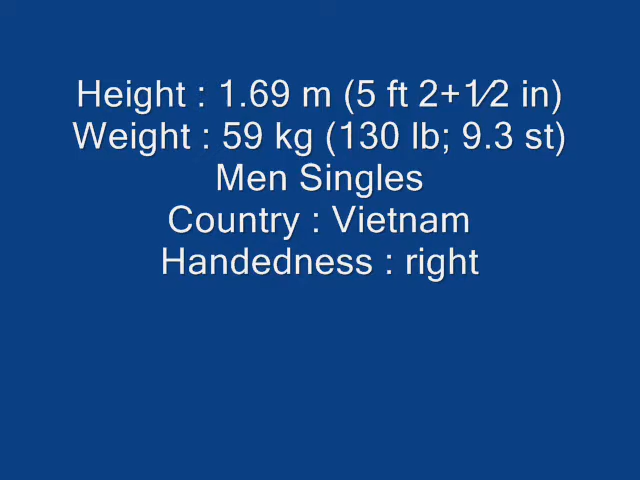 Height : 1.69 m (5 ft 2+1⁄2 in)
Weight : 59 kg (130 lb; 9.3 st)
Men Singles
Country : Vietnam
Handedness : right